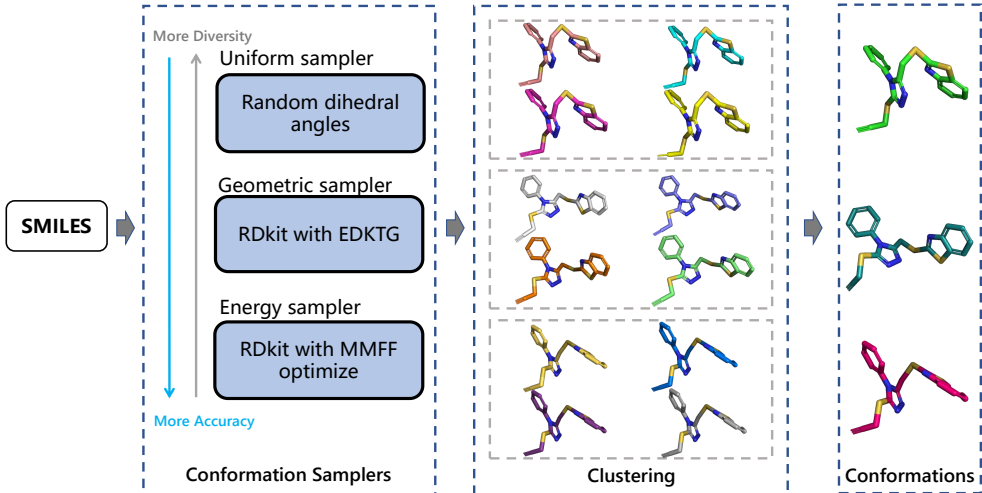 More Diversity
Uniform sampler
Random dihedral
angles
Geometric sampler
SMILES
RDkit with EDKTG
Energy sampler
RDkit with MMFF
optimize
More Accuracy
Conformation Samplers
Clustering
Conformations